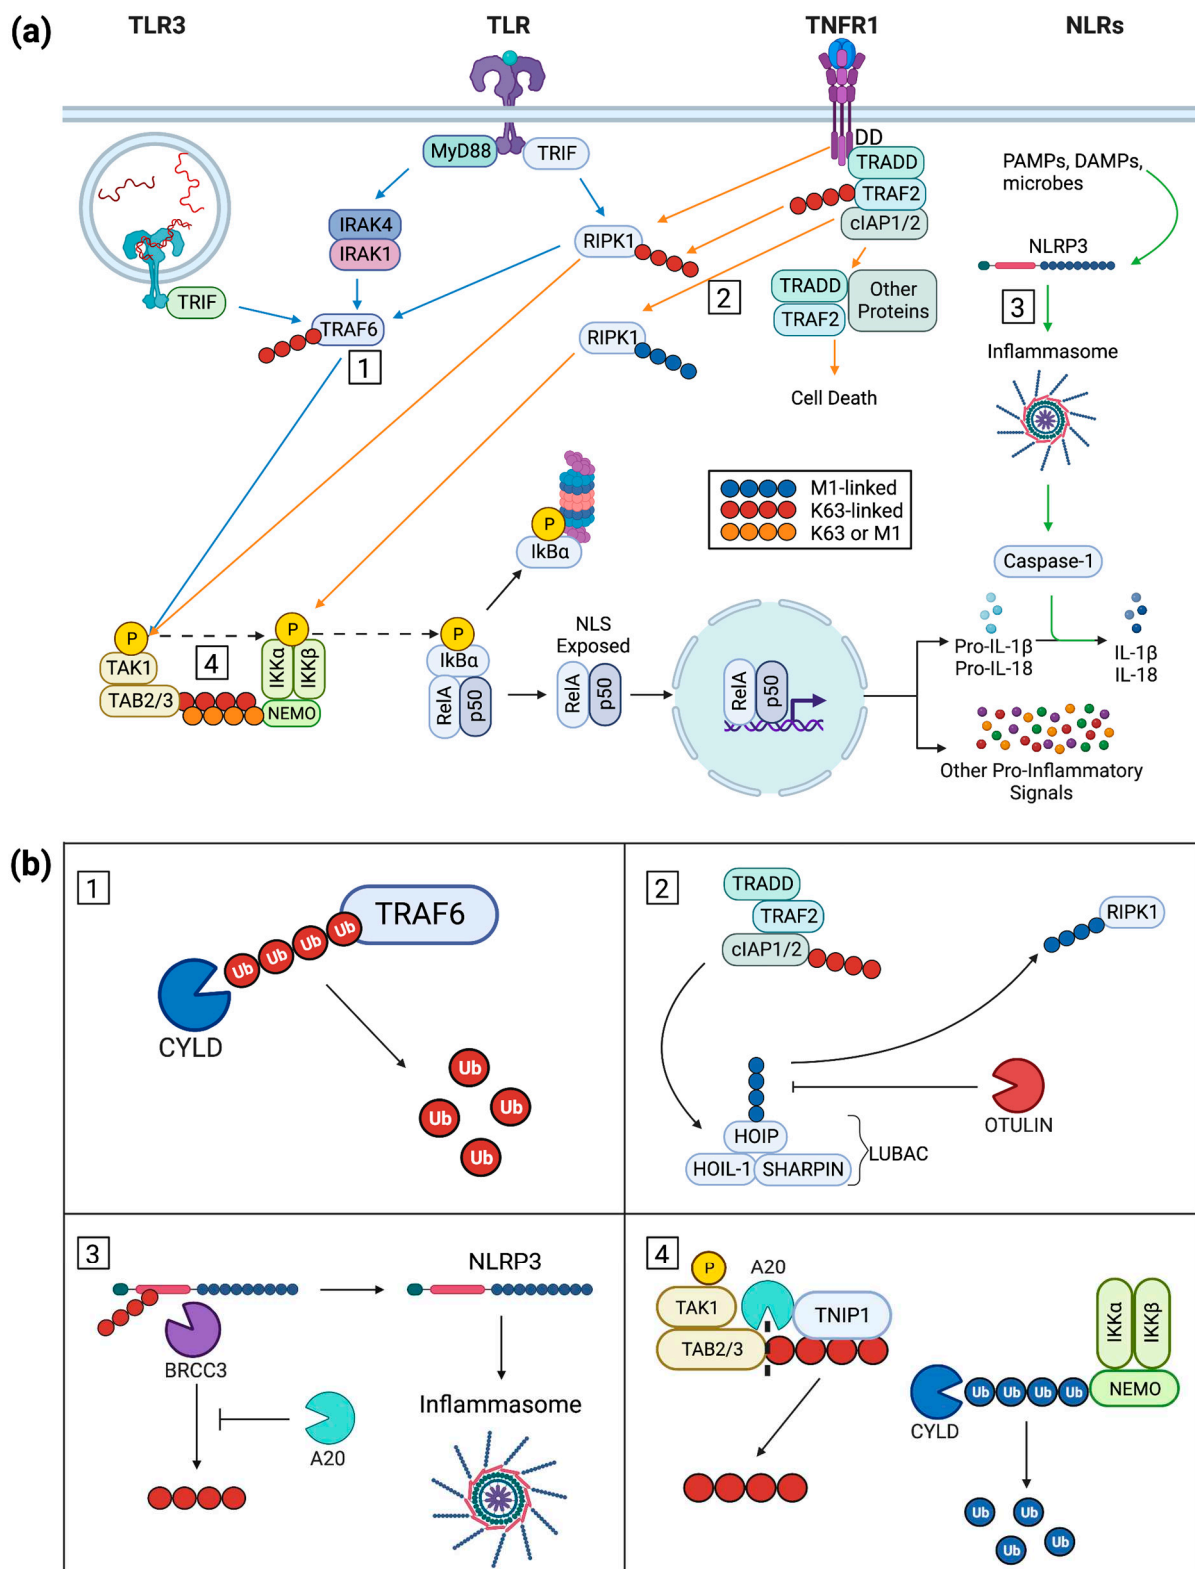 (a)
TLR3
TLR
TNFR1
NLRs
MyD88
TRIF
DD
TRADD
TRAF2
cIAP1/2
PAMPs, DAMPs,
microbes
IRAK4
IRAK1
RIPK1
NLRP3
TRIF
TRADD
TRAF2
Other
Proteins
2
3
TRAF6
1
RIPK1
Inflammasome
Cell Death
P
IkBα
M1-linked
K63-linked
K63 or M1
Caspase-1
P
TAK1
TAB2/3
4
P
IKKα
IKKβ
NEMO
P
IkBα
RelA
p50
NLS
Exposed
RelA
p50
RelA
p50
Pro-IL-1β
Pro-IL-18
IL-1β
IL-18
Other Pro-Inflammatory
Signals
(b)
1
TRAF6
Ub
Ub
Ub
Ub
CYLD
Ub
Ub
Ub
Ub
2
TRADD
TRAF2
cIAP1/2
RIPK1
OTULIN
HOIP
HOIL-1
SHARPIN
LUBAC
3
NLRP3
BRCC3
A20
Inflammasome
4
P
A20
TAK1
TNIP1
TAB2/3
IKKα
IKKβ
NEMO
Ub
Ub
Ub
Ub
CYLD
Ub
Ub
Ub
Ub